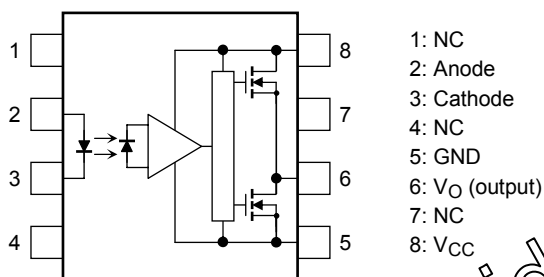 1
2
3
4
8
7
6
5
1: NC
2: Anode
3: Cathode
4: NC
5: GND
6: VO (output)
7: NC
8: VCC